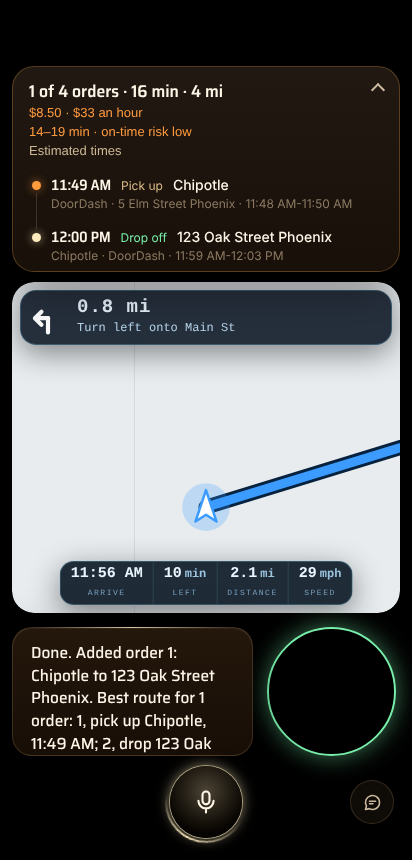 1 of 4 orders · 16 min · 4 mi
$8.50 · $33 an hour
14–19 min · on-time risk low
Estimated times
11:49 AM Pick up Chipotle
DoorDash · 5 Elm Street Phoenix · 11:48 AM-11:50 AM
12:00 PM Drop off 123 Oak Street Phoenix
Chipotle · DoorDash · 11:59 AM-12:03 PM
0.8 mi
Turn left onto Main St
11:56 AM 10 min 2.1 mi 29 mph
ARRIVE LEFT DISTANCE SPEED
Done. Added order 1:
Chipotle to 123 Oak Street
Phoenix. Best route for 1
order: 1, pick up Chipotle,
11:49 AM; 2, drop 123 Oak